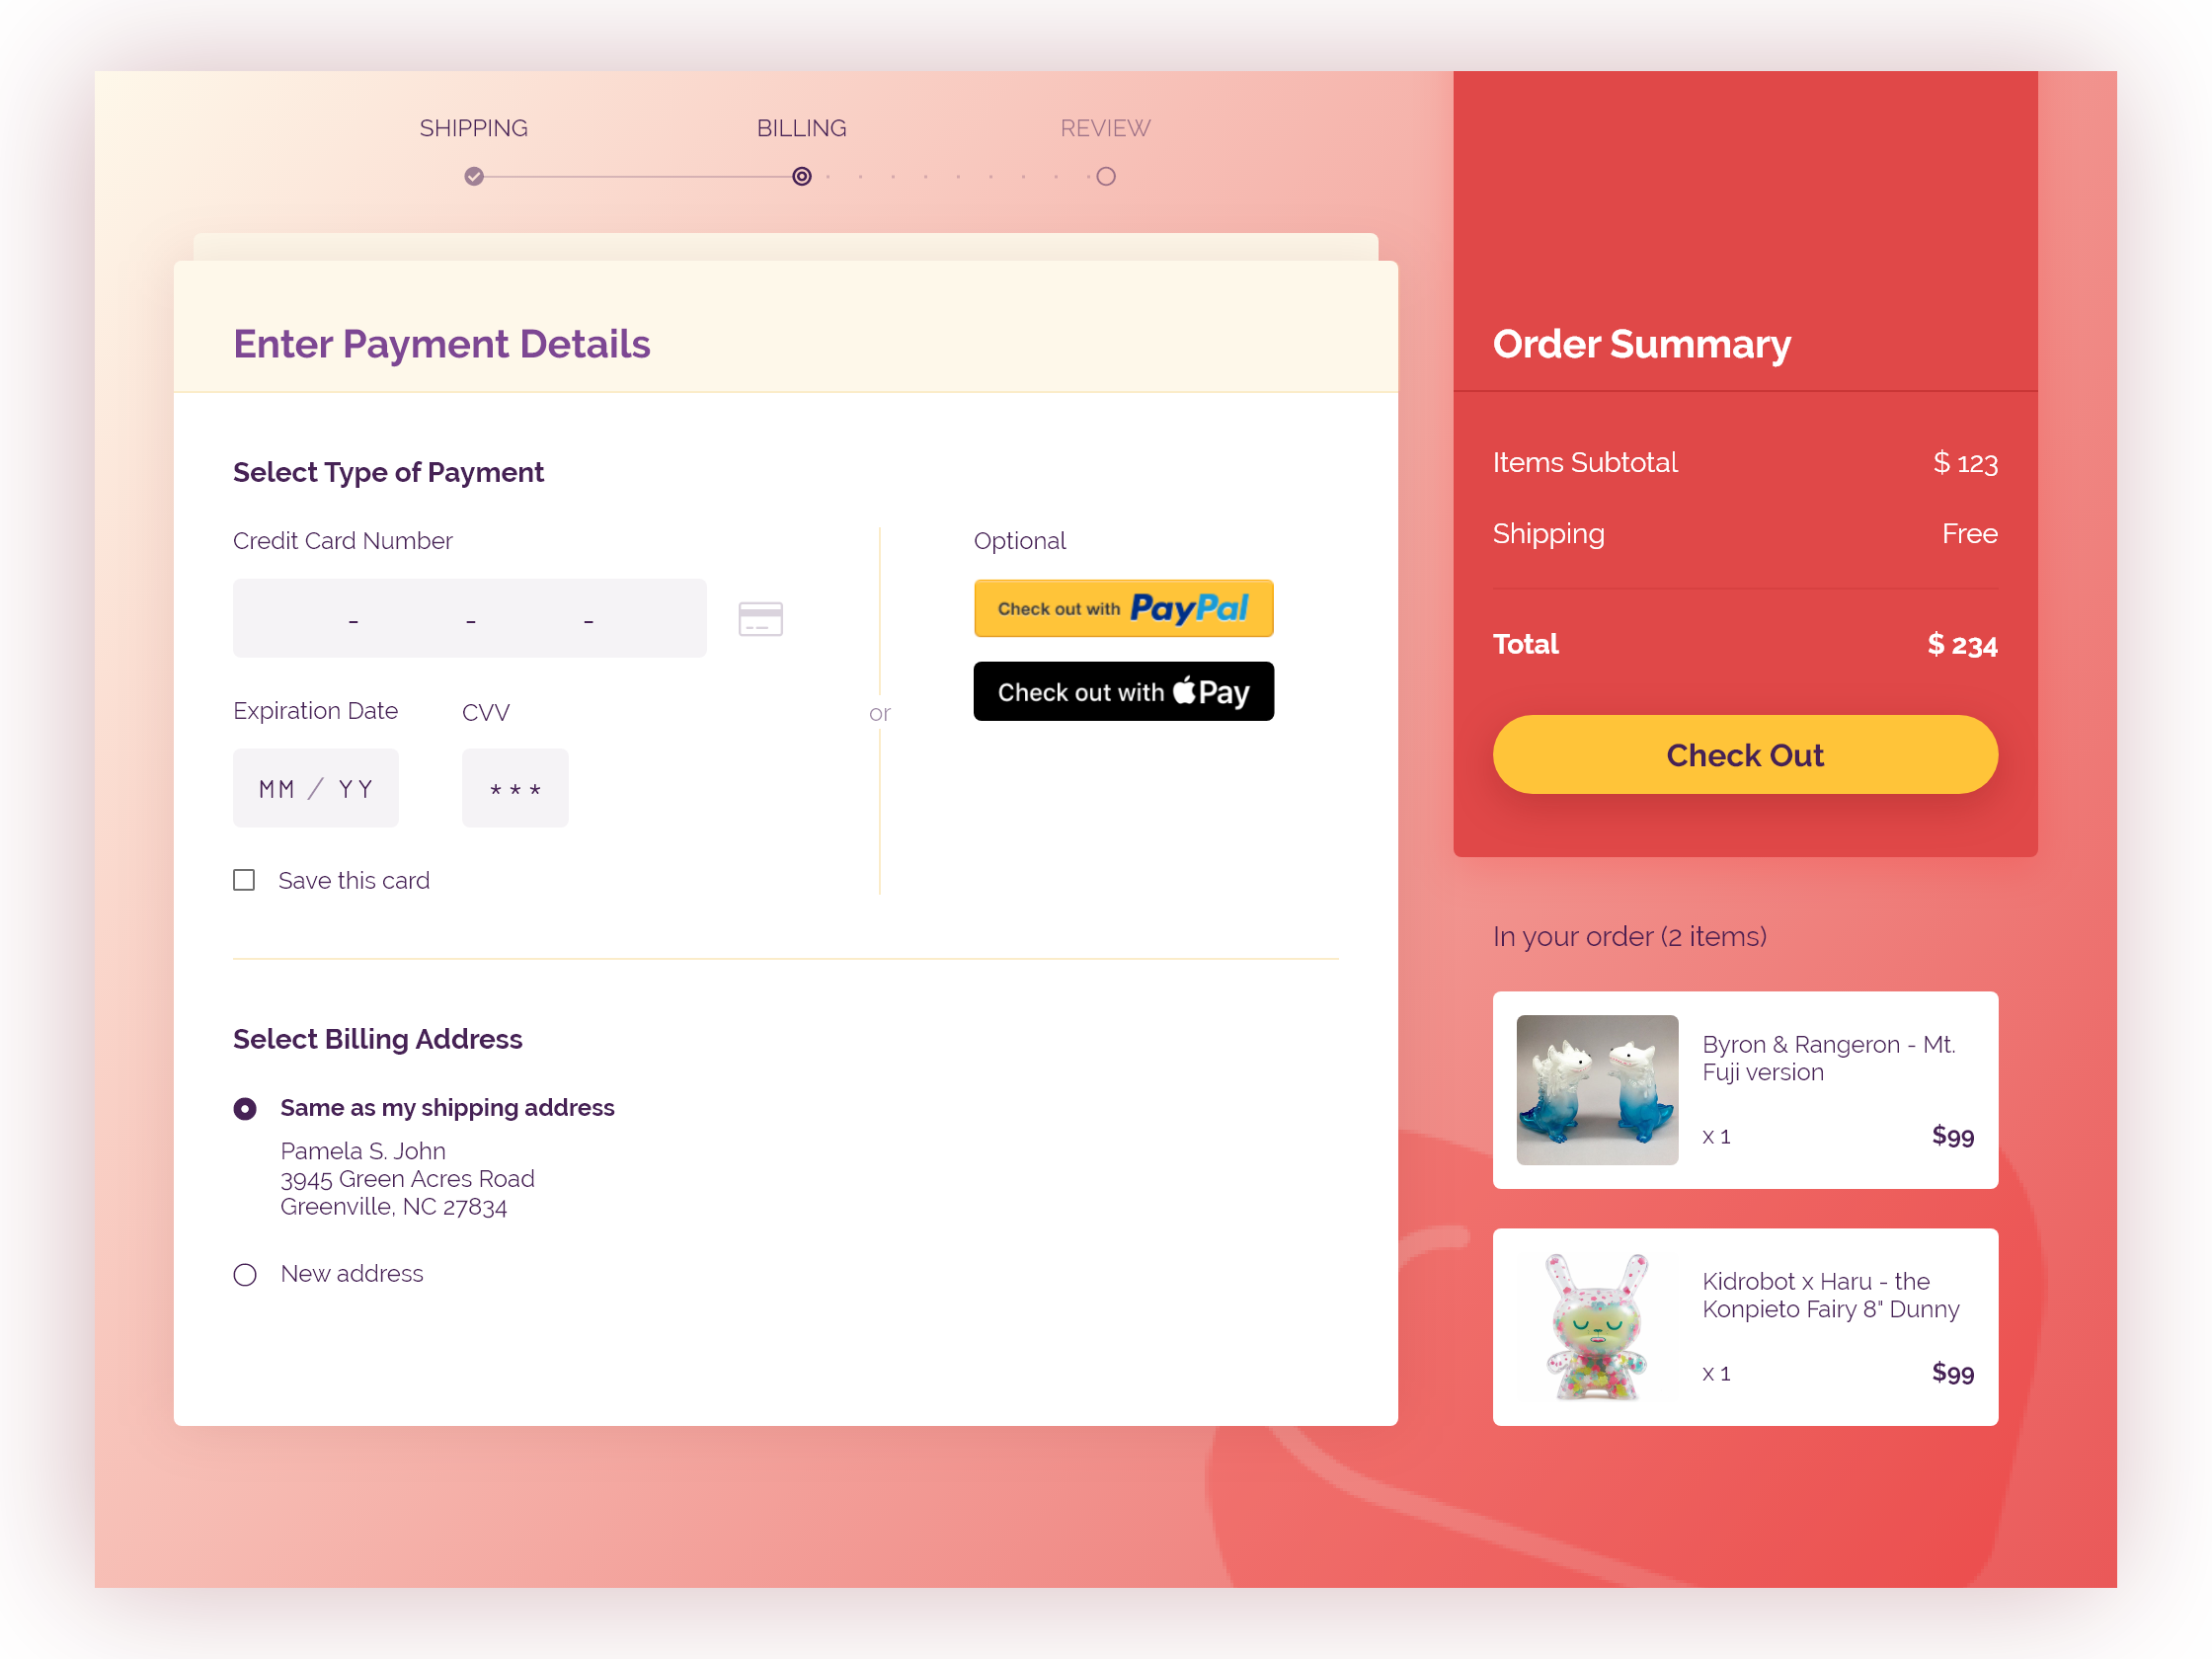 SHIPPING
BILLING
REVIEW
Enter Payment Details
Select Type of Payment
Credit Card Number
- - -
Expiration Date
CVV
MM / YY
* * *
Save this card
or
Optional
Check out with PayPal
Check out with Pay
Select Billing Address
Same as my shipping address
Pamela S. John
3945 Green Acres Road
Greenville, NC 27834
New address
Order Summary
Items Subtotal $ 123
Shipping Free
Total $ 234
Check Out
In your order (2 items)
Byron & Rangeron - Mt.
Fuji version
x 1 $99
Kidrobot x Haru - the
Konpieto Fairy 8" Dunny
x 1 $99